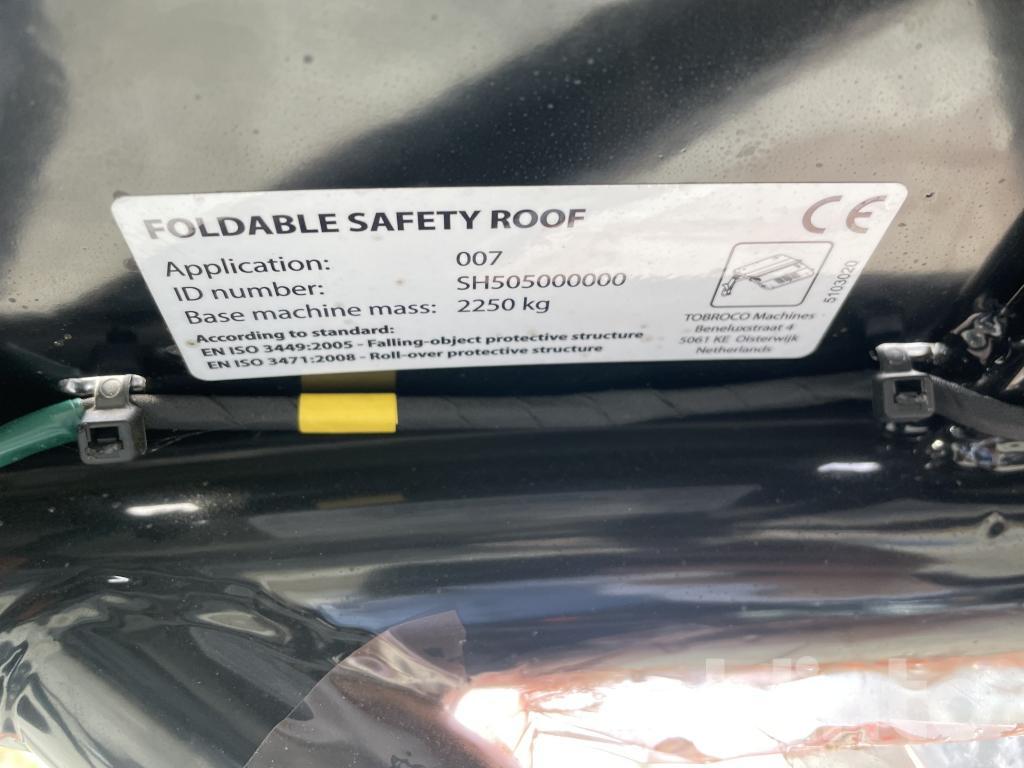 FOLDABLE SAFETY ROOF
CE
Application: 007
ID number: SH505000000
Base machine mass: 2250 kg
According to standard:
EN ISO 3449:2005 - Falling-object protective structure
EN ISO 3471:2008 - Roll-over protective structure
TOBROCO Machines
Beneluxstraat 4
5061 KE Oisterwijk
Netherlands
5103020